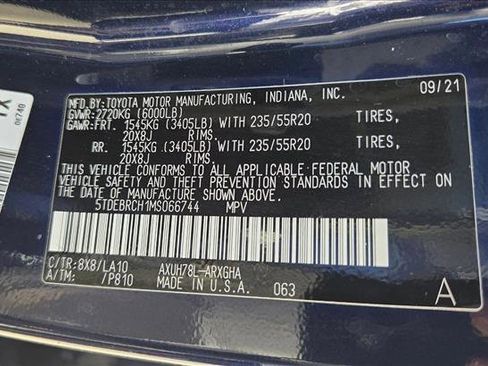 MFD.BY:TOYOTA MOTOR MANUFACTURING, INDIANA, INC. 09/21
GVWR:2720KG (6000LB)
GAWR:FRT. 1545KG (3405LB) WITH 235/55R20 TIRES,
20X8J RIMS,
RR. 1545KG (3405LB) WITH 235/55R20 TIRES,
20X8J RIMS,
THIS VEHICLE CONFORMS TO ALL APPLICABLE FEDERAL MOTOR
VEHICLE SAFETY AND THEFT PREVENTION STANDARDS IN EFFECT ON
THE DATE OF MANUFACTURE SHOWN ABOVE.
5TDEBRCH1MS066744 MPV
C/TR:8X8/LA10 AXUH78L-ARXGHA
A/TM: /P810 MADE IN U.S.A. 063 A
06740